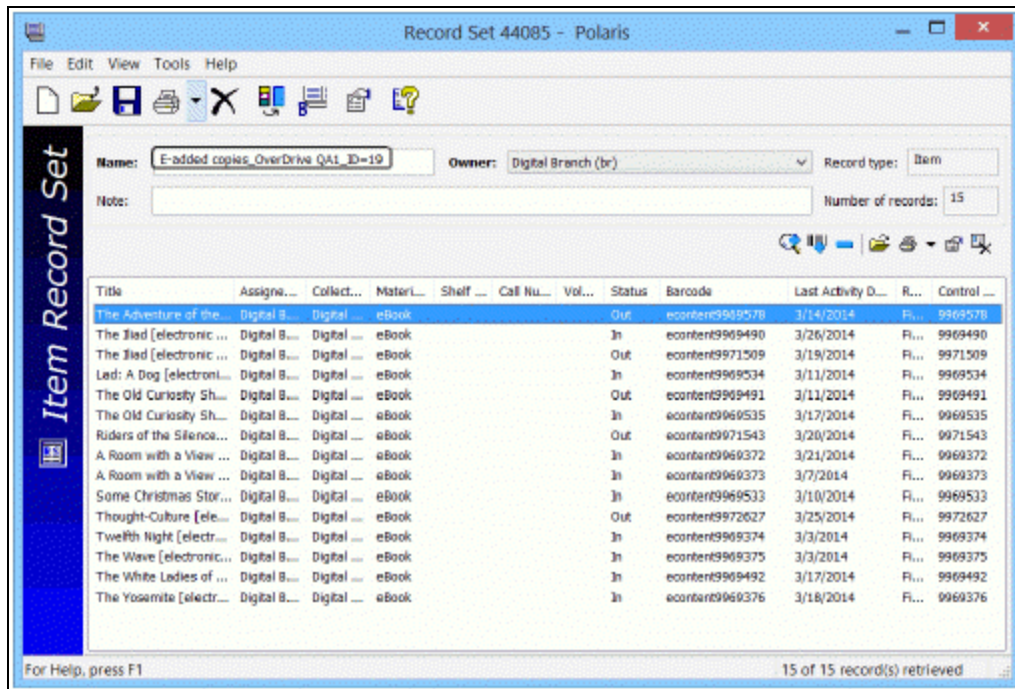 Record Set 44085 - Polaris
File Edit View Tools Help
Item Record Set
Name: E-added copies_OverDrive QA1_ID=19 Owner: Digital Branch (br) Record type: Item
Note: Number of records: 15
Title Assigne... Collect... Materi... Shelf ... Call Nu... Vol... Status Barcode Last Activity D... R... Control ...
The Adventure of the... Digital B... Digital ... eBook Out econtent9969578 3/14/2014 Fi... 9969578
The Iliad [electronic ... Digital B... Digital ... eBook In econtent9969490 3/26/2014 Fi... 9969490
The Iliad [electronic ... Digital B... Digital ... eBook Out econtent9971509 3/19/2014 Fi... 9971509
Lad: A Dog [electroni... Digital B... Digital ... eBook In econtent9969534 3/11/2014 Fi... 9969534
The Old Curiosity Sh... Digital B... Digital ... eBook Out econtent9969491 3/11/2014 Fi... 9969491
The Old Curiosity Sh... Digital B... Digital ... eBook In econtent9969535 3/17/2014 Fi... 9969535
Riders of the Silence... Digital B... Digital ... eBook Out econtent9971543 3/20/2014 Fi... 9971543
A Room with a View ... Digital B... Digital ... eBook In econtent9969372 3/21/2014 Fi... 9969372
A Room with a View ... Digital B... Digital ... eBook In econtent9969373 3/7/2014 Fi... 9969373
Some Christmas Stor... Digital B... Digital ... eBook In econtent9969533 3/10/2014 Fi... 9969533
Thought-Culture [ele... Digital B... Digital ... eBook Out econtent9972627 3/25/2014 Fi... 9972627
Twelfth Night [electr... Digital B... Digital ... eBook In econtent9969374 3/3/2014 Fi... 9969374
The Wave [electronic... Digital B... Digital ... eBook In econtent9969375 3/3/2014 Fi... 9969375
The White Ladies of ... Digital B... Digital ... eBook In econtent9969492 3/17/2014 Fi... 9969492
The Yosemite [electr... Digital B... Digital ... eBook In econtent9969376 3/18/2014 Fi... 9969376
For Help, press F1 15 of 15 record(s) retrieved